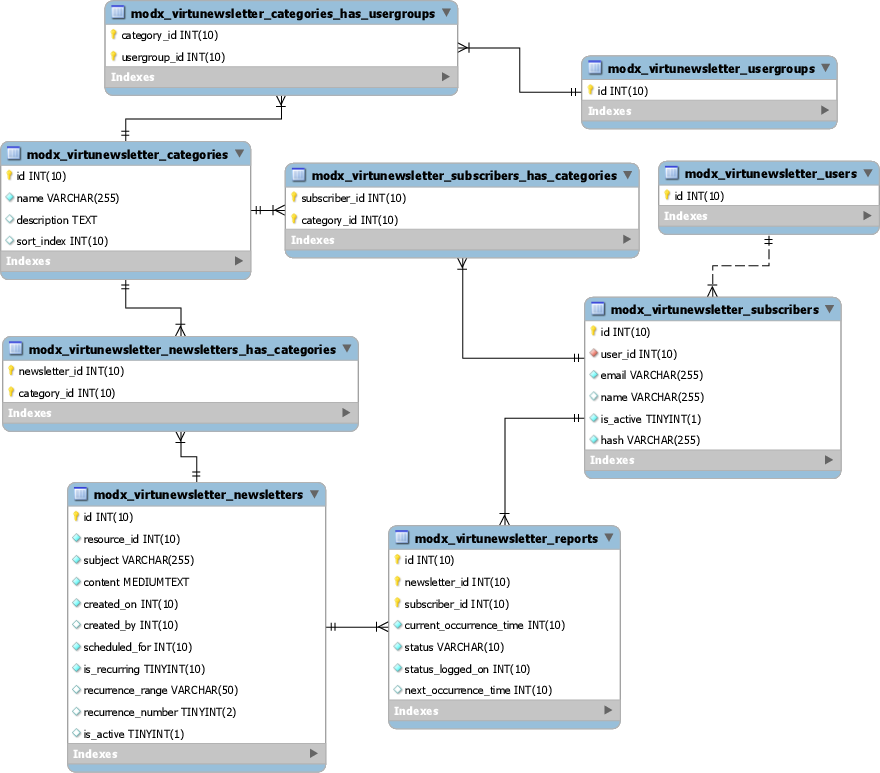 modx_virtunewsletter_categories_has_usergroups
category_id INT(10)
usergroup_id INT(10)
Indexes
modx_virtunewsletter_usergroups
id INT(10)
Indexes
modx_virtunewsletter_categories
id INT(10)
name VARCHAR(255)
description TEXT
sort_index INT(10)
Indexes
modx_virtunewsletter_subscribers_has_categories
subscriber_id INT(10)
category_id INT(10)
Indexes
modx_virtunewsletter_users
id INT(10)
Indexes
modx_virtunewsletter_subscribers
id INT(10)
user_id INT(10)
email VARCHAR(255)
name VARCHAR(255)
is_active TINYINT(1)
hash VARCHAR(255)
Indexes
modx_virtunewsletter_newsletters_has_categories
newsletter_id INT(10)
category_id INT(10)
Indexes
modx_virtunewsletter_newsletters
id INT(10)
resource_id INT(10)
subject VARCHAR(255)
content MEDIUMTEXT
created_on INT(10)
created_by INT(10)
scheduled_for INT(10)
is_recurring TINYINT(10)
recurrence_range VARCHAR(50)
recurrence_number TINYINT(2)
is_active TINYINT(1)
Indexes
modx_virtunewsletter_reports
id INT(10)
newsletter_id INT(10)
subscriber_id INT(10)
current_occurrence_time INT(10)
status VARCHAR(10)
status_logged_on INT(10)
next_occurrence_time INT(10)
Indexes